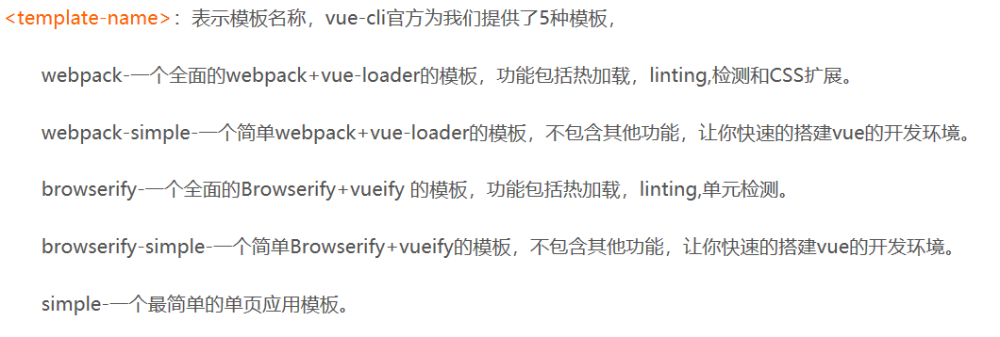 <template-name>：表示模板名称，vue-cli官方为我们提供了5种模板，
webpack-一个全面的webpack+vue-loader的模板，功能包括热加载，linting,检测和CSS扩展。
webpack-simple-一个简单webpack+vue-loader的模板，不包含其他功能，让你快速的搭建vue的开发环境。
browserify-一个全面的Browserify+vueify 的模板，功能包括热加载，linting,单元检测。
browserify-simple-一个简单Browserify+vueify的模板，不包含其他功能，让你快速的搭建vue的开发环境。
simple-一个最简单的单页应用模板。